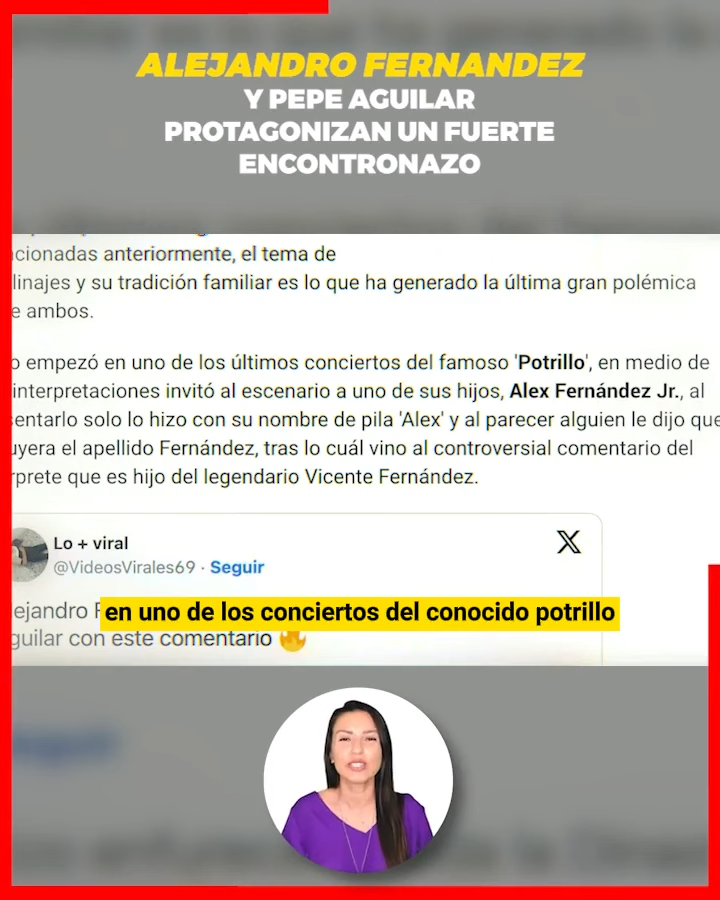 ALEJANDRO FERNANDEZ
Y PEPE AGUILAR
PROTAGONIZAN UN FUERTE
ENCONTRONAZO
cionadas anteriormente, el tema de
linajes y su tradición familiar es lo que ha generado la última gran polémica
e ambos.
o empezó en uno de los últimos conciertos del famoso 'Potrillo', en medio de
interpretaciones invitó al escenario a uno de sus hijos, Alex Fernández Jr., al
sentarlo solo lo hizo con su nombre de pila 'Alex' y al parecer alguien le dijo que
uyera el apellido Fernández, tras lo cuál vino al controversial comentario del
rprete que es hijo del legendario Vicente Fernández.
Lo + viral
@VideosVirales69 · Seguir
ejandro F
en uno de los conciertos del conocido potrillo
guilar con este comentario 🔥